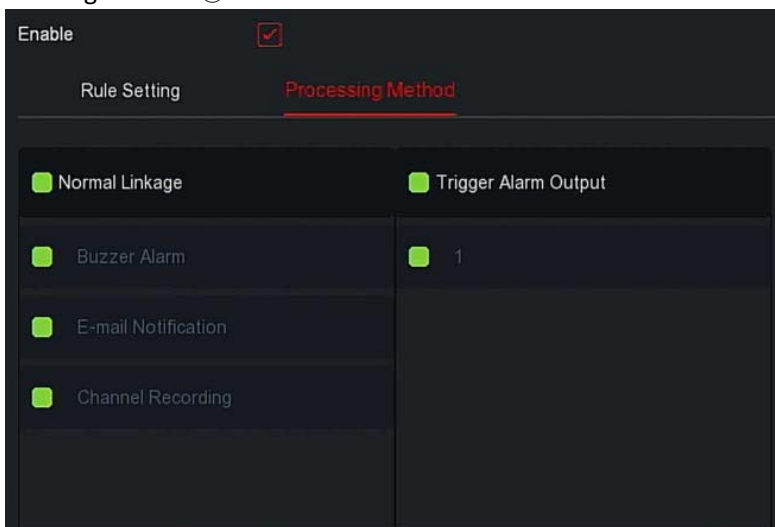 Enable
Rule Setting Processing Method
Normal Linkage Trigger Alarm Output
Buzzer Alarm 1
E-mail Notification
Channel Recording